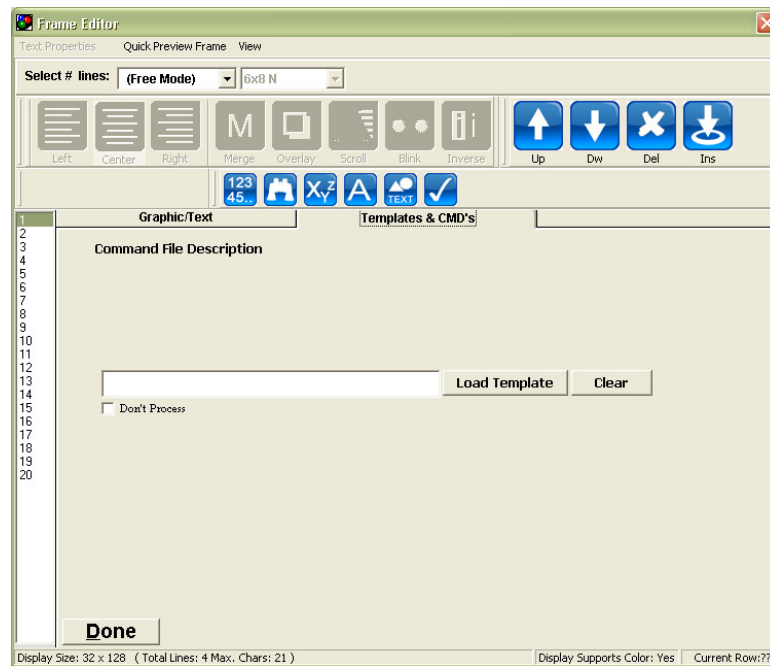 Frame Editor
Text Properties Quick Preview Frame View
Select # lines: (Free Mode) 6x8 N
M
Left Center Right Merge Overlay Scroll Blink Inverse Up Dw Del Ins
123
45.. XYZ A TEXT
Graphic/Text Templates & CMD's
1
2
3
4
5
6
7
8
9
10
11
12
13
14
15
16
17
18
19
20
Command File Description
Load Template Clear
Don't Process
Done
Display Size: 32 x 128 ( Total Lines: 4 Max. Chars: 21 ) Display Supports Color: Yes Current Row:??